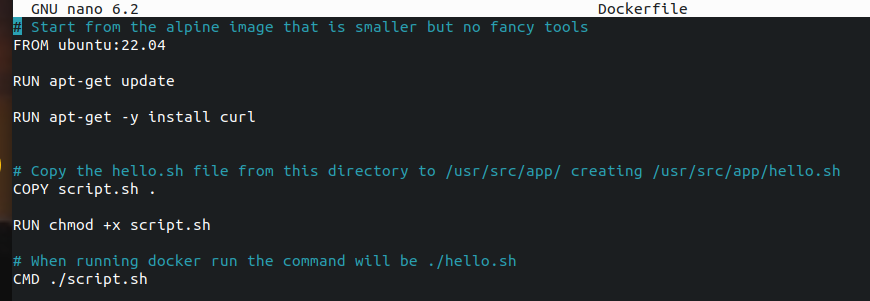 GNU nano 6.2 Dockerfile
# Start from the alpine image that is smaller but no fancy tools
FROM ubuntu:22.04
RUN apt-get update
RUN apt-get -y install curl
# Copy the hello.sh file from this directory to /usr/src/app/ creating /usr/src/app/hello.sh
COPY script.sh .
RUN chmod +x script.sh
# When running docker run the command will be ./hello.sh
CMD ./script.sh